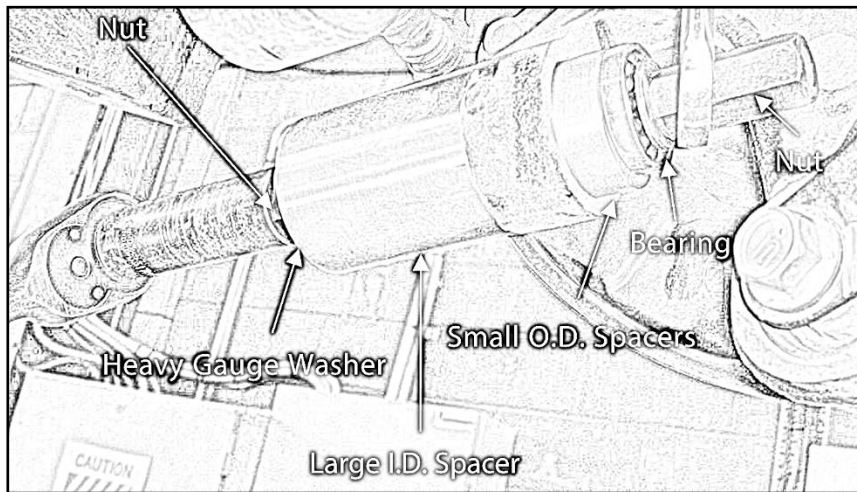 Nut
Nut
Bearing
Small O.D. Spacers
Heavy Gauge Washer
Large I.D. Spacer
CAUTION